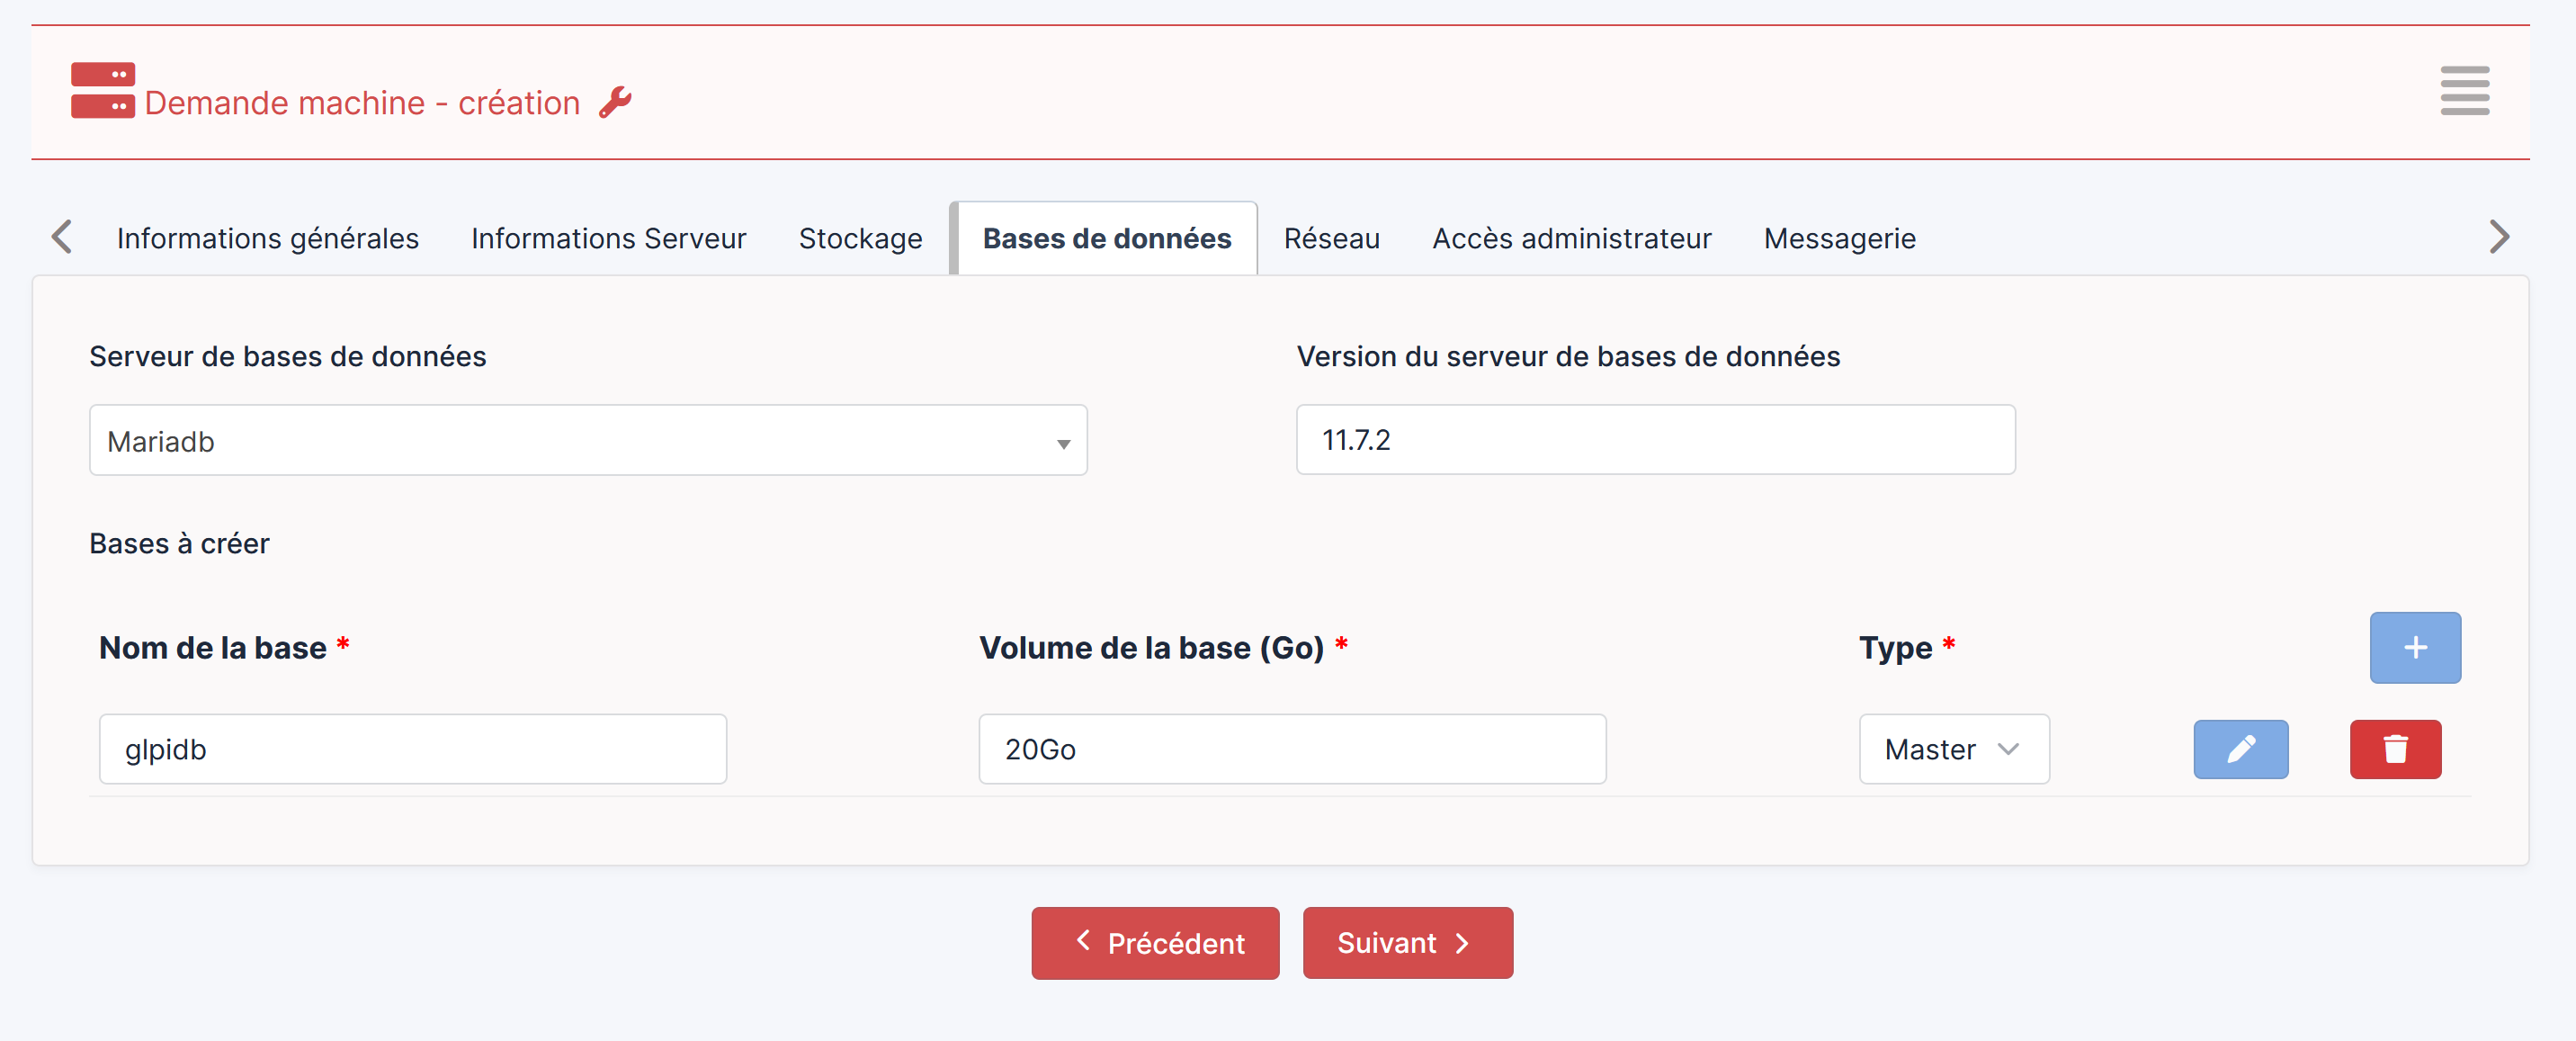 Demande machine - création
Informations générales Informations Serveur Stockage Bases de données Réseau Accès administrateur Messagerie
Serveur de bases de données Version du serveur de bases de données
Mariadb 11.7.2
Bases à créer
Nom de la base * Volume de la base (Go) * Type * +
glpidb 20Go Master
Précédent Suivant